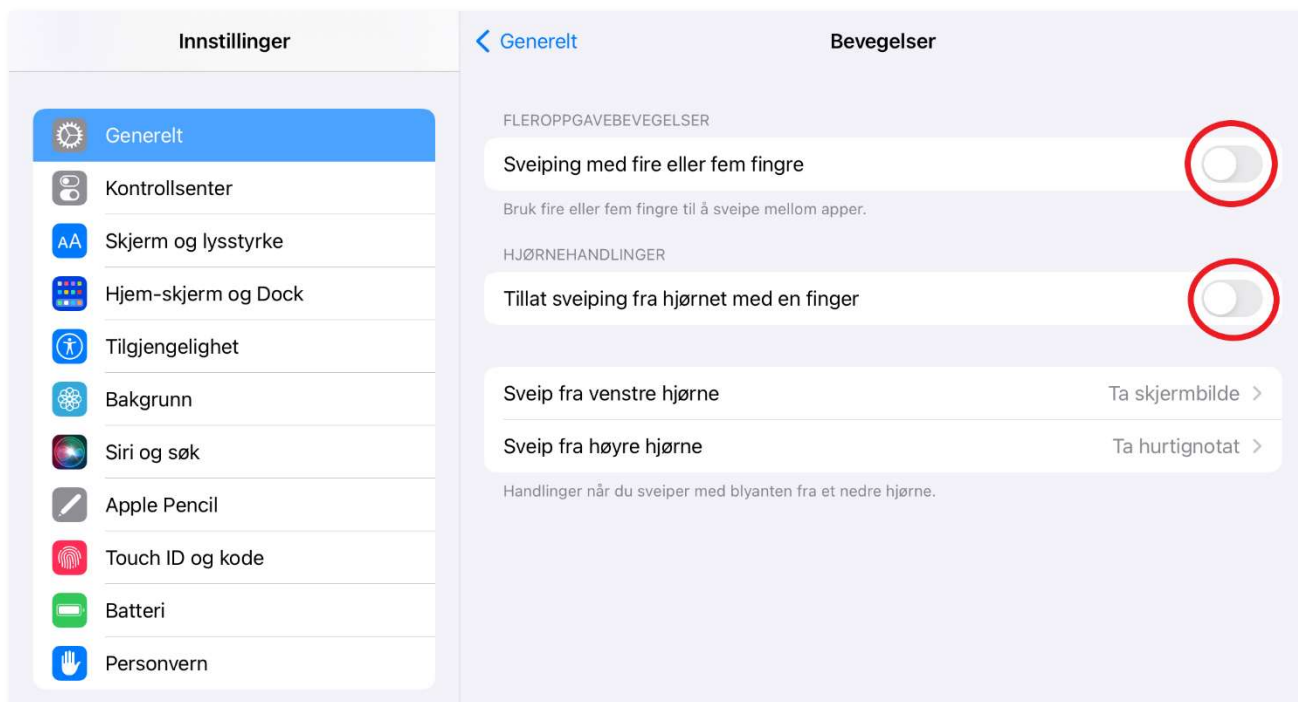 Innstillinger
Generelt
Kontrollsenter
AA Skjerm og lysstyrke
Hjem-skjerm og Dock
Tilgjengelighet
Bakgrunn
Siri og søk
Apple Pencil
Touch ID og kode
Batteri
Personvern
Generelt
Bevegelser
FLEROPPGAVEBEVEGELSER
Sveiping med fire eller fem fingre
Bruk fire eller fem fingre til å sveipe mellom apper.
HJØRNEHANDLINGER
Tillat sveiping fra hjørnet med en finger
Sveip fra venstre hjørne Ta skjermbilde
Sveip fra høyre hjørne Ta hurtignotat
Handlinger når du sveiper med blyanten fra et nedre hjørne.